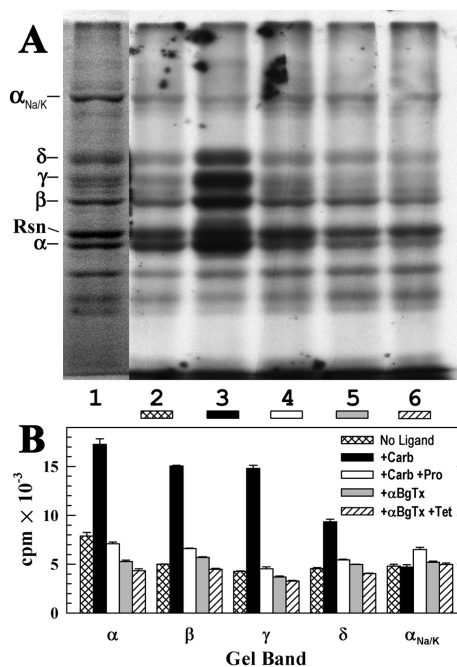 A
αNa/K
δ
γ
β
Rsn
α
1 2 3 4 5 6
B
No Ligand
+Carb
+Carb +Pro
+αBgTx
+αBgTx +Tet
cpm × 10⁻³
15
10
5
0
α β γ δ αNa/K
Gel Band